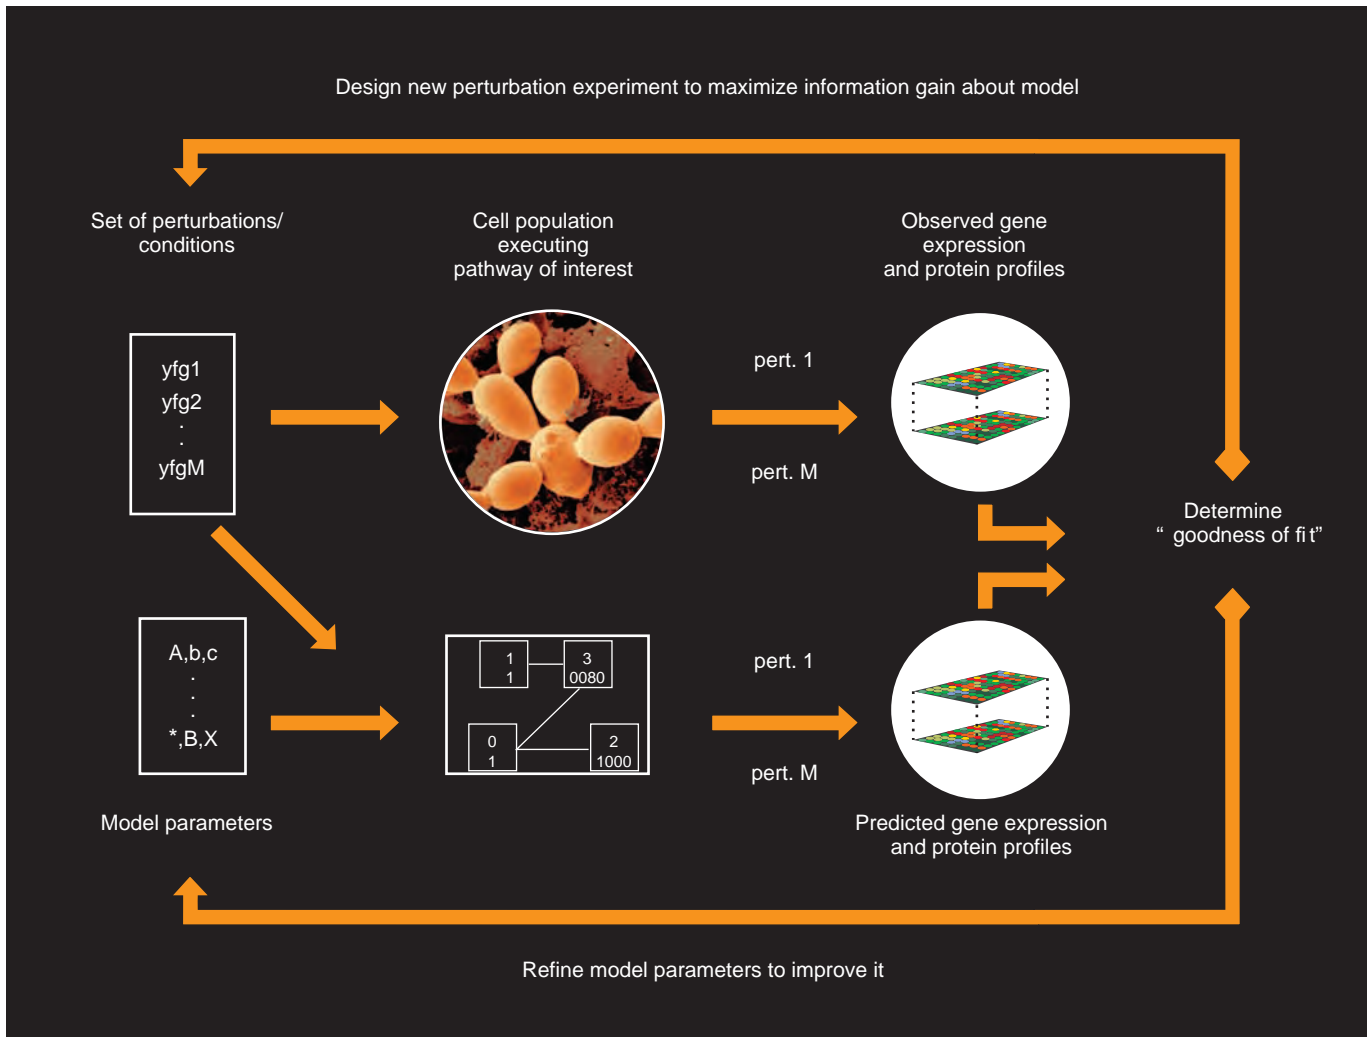 Design new perturbation experiment to maximize information gain about model
Set of perturbations/
conditions
Cell population
executing
pathway of interest
Observed gene
expression
and protein profiles
yfg1
yfg2
.
.
yfgM
pert. 1
pert. M
Determine
“ goodness of fit”
A,b,c
.
.
.
*,B,X
1
1
3
0080
0
1
2
1000
pert. 1
pert. M
Model parameters
Predicted gene expression
and protein profiles
Refine model parameters to improve it